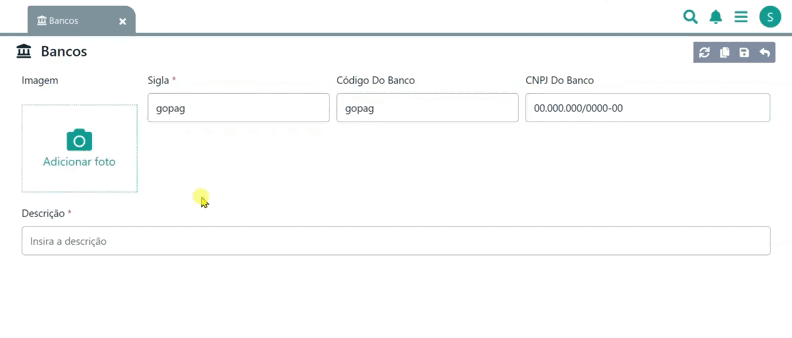 Bancos
S
Bancos
Imagem
Sigla *
Código Do Banco
CNPJ Do Banco
gopag
gopag
00.000.000/0000-00
Adicionar foto
Descrição *
Insira a descrição